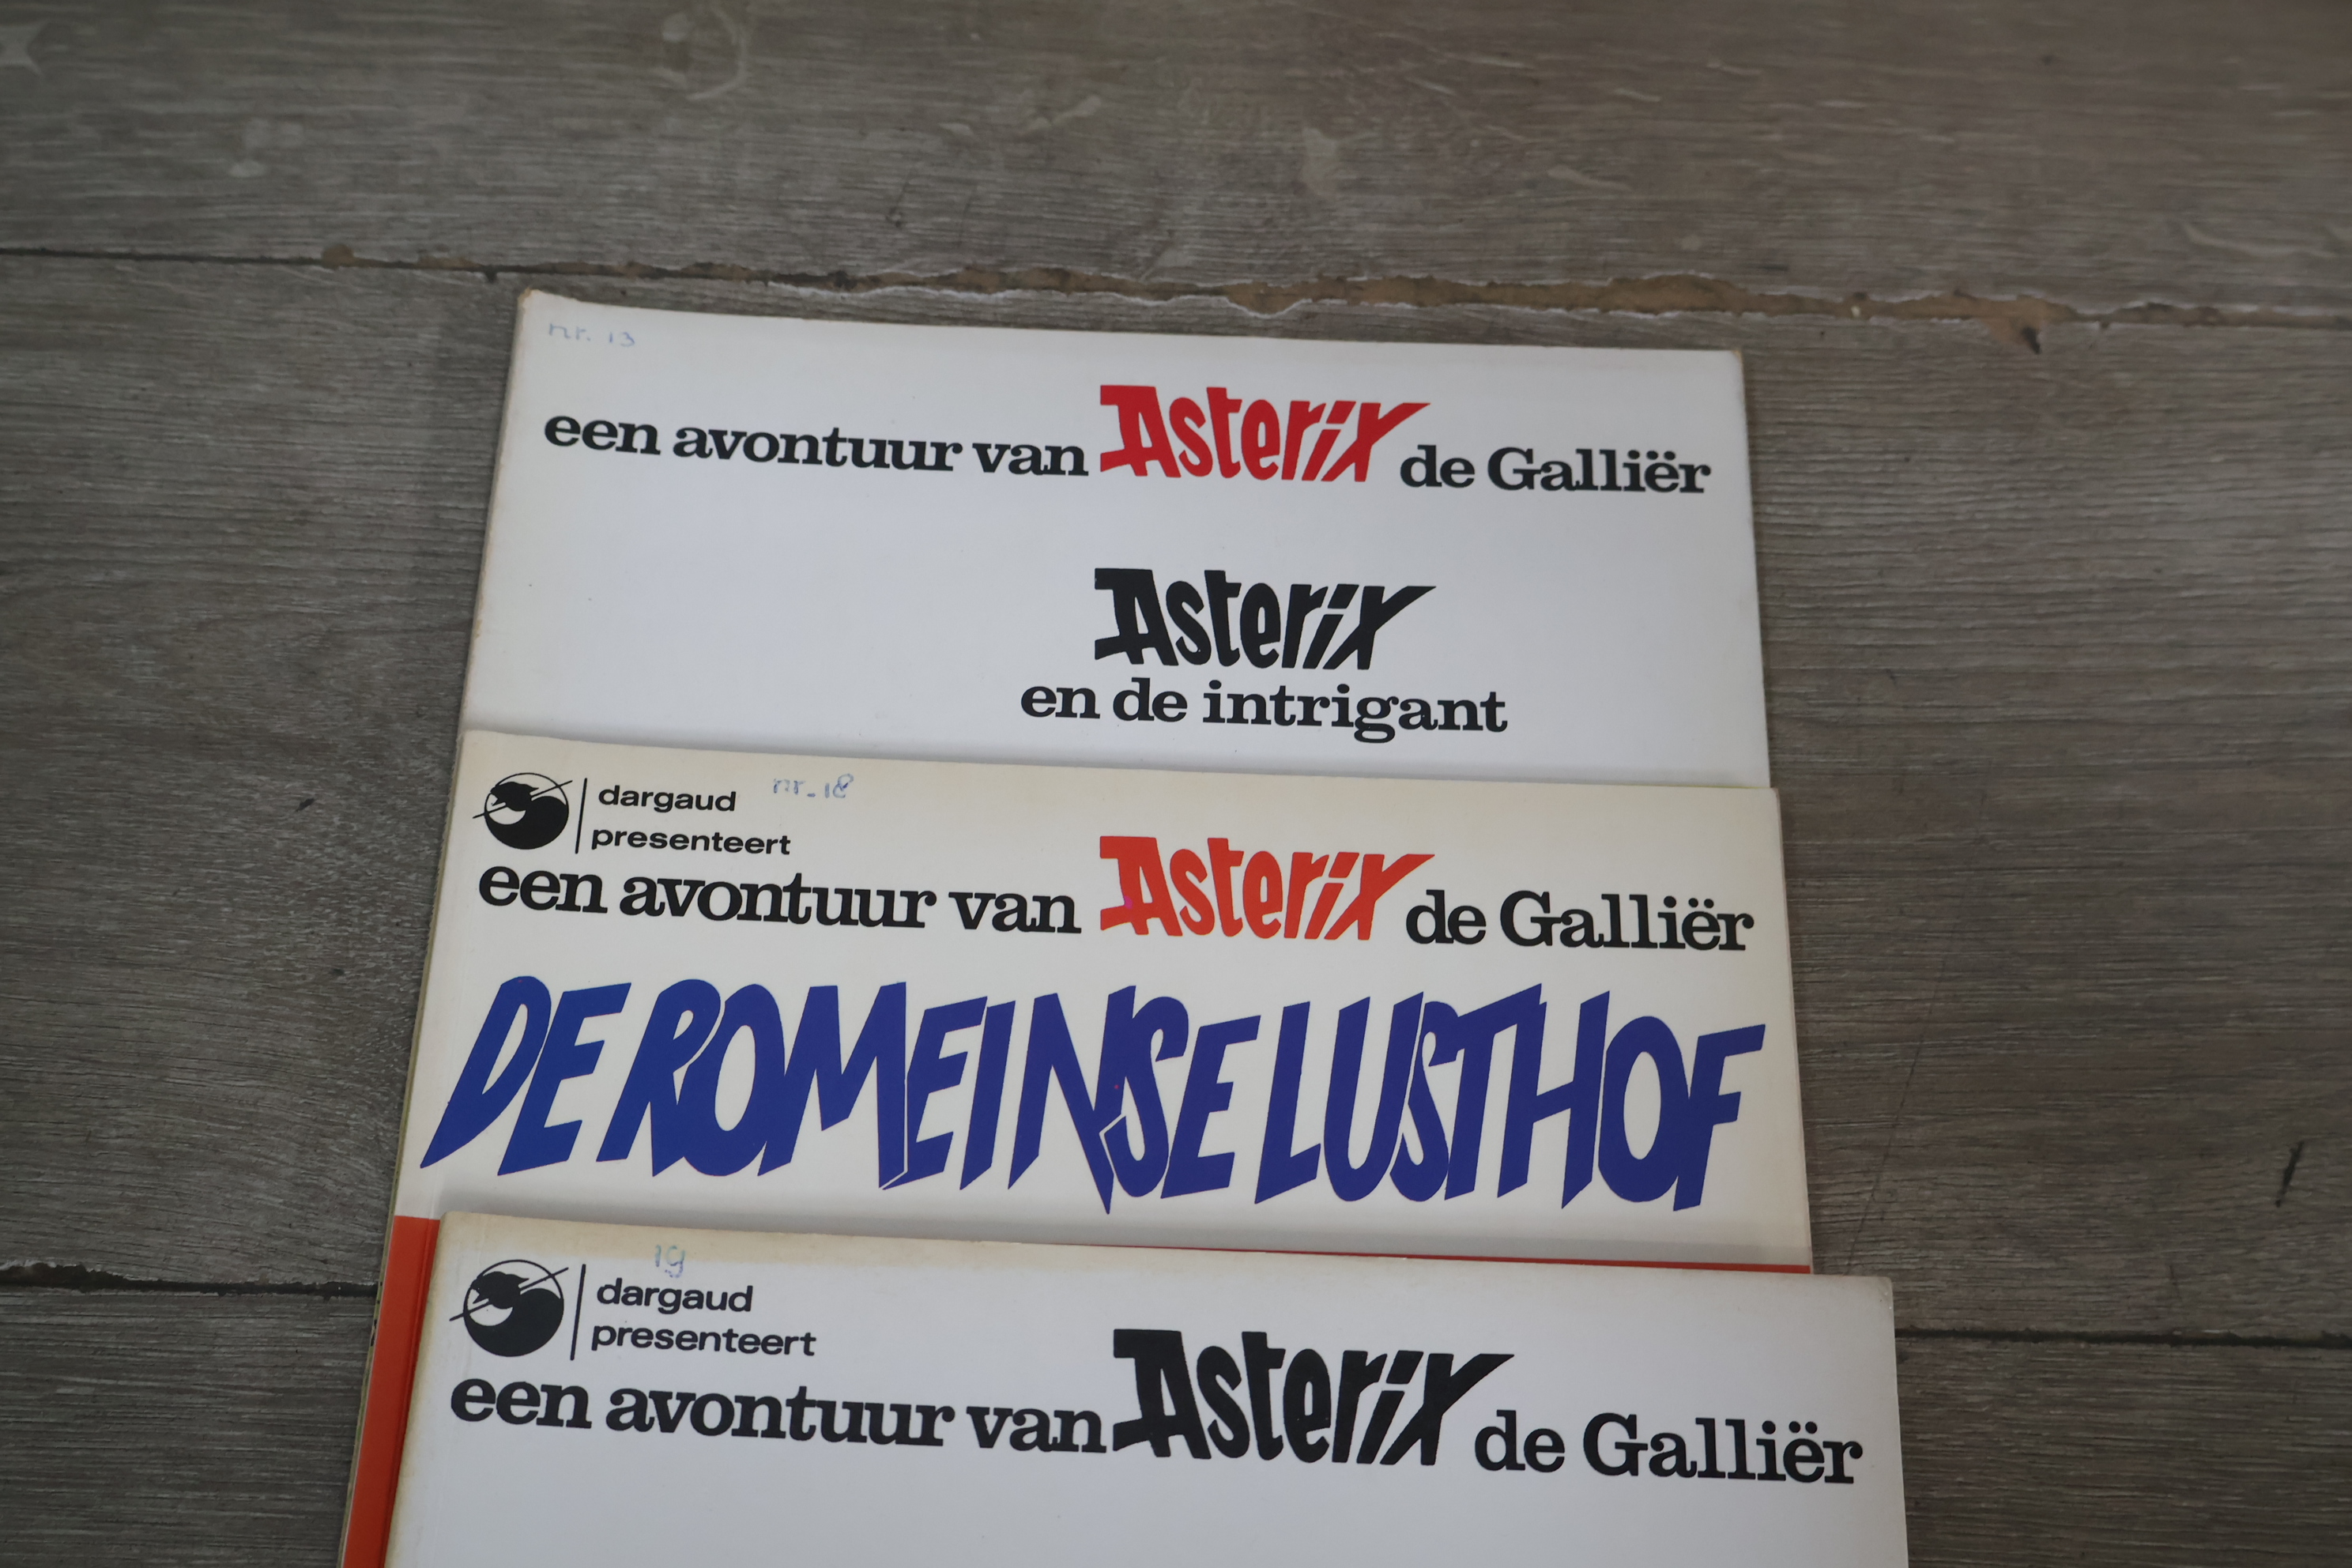 nr. 13
een avontuur van Asterix de Galliër
Asterix
en de intrigant
dargaud nr. 18
presenteert
een avontuur van Asterix de Galliër
DE ROMEINSE LUSTHOF
19
dargaud
presenteert
een avontuur van Asterix de Galliër